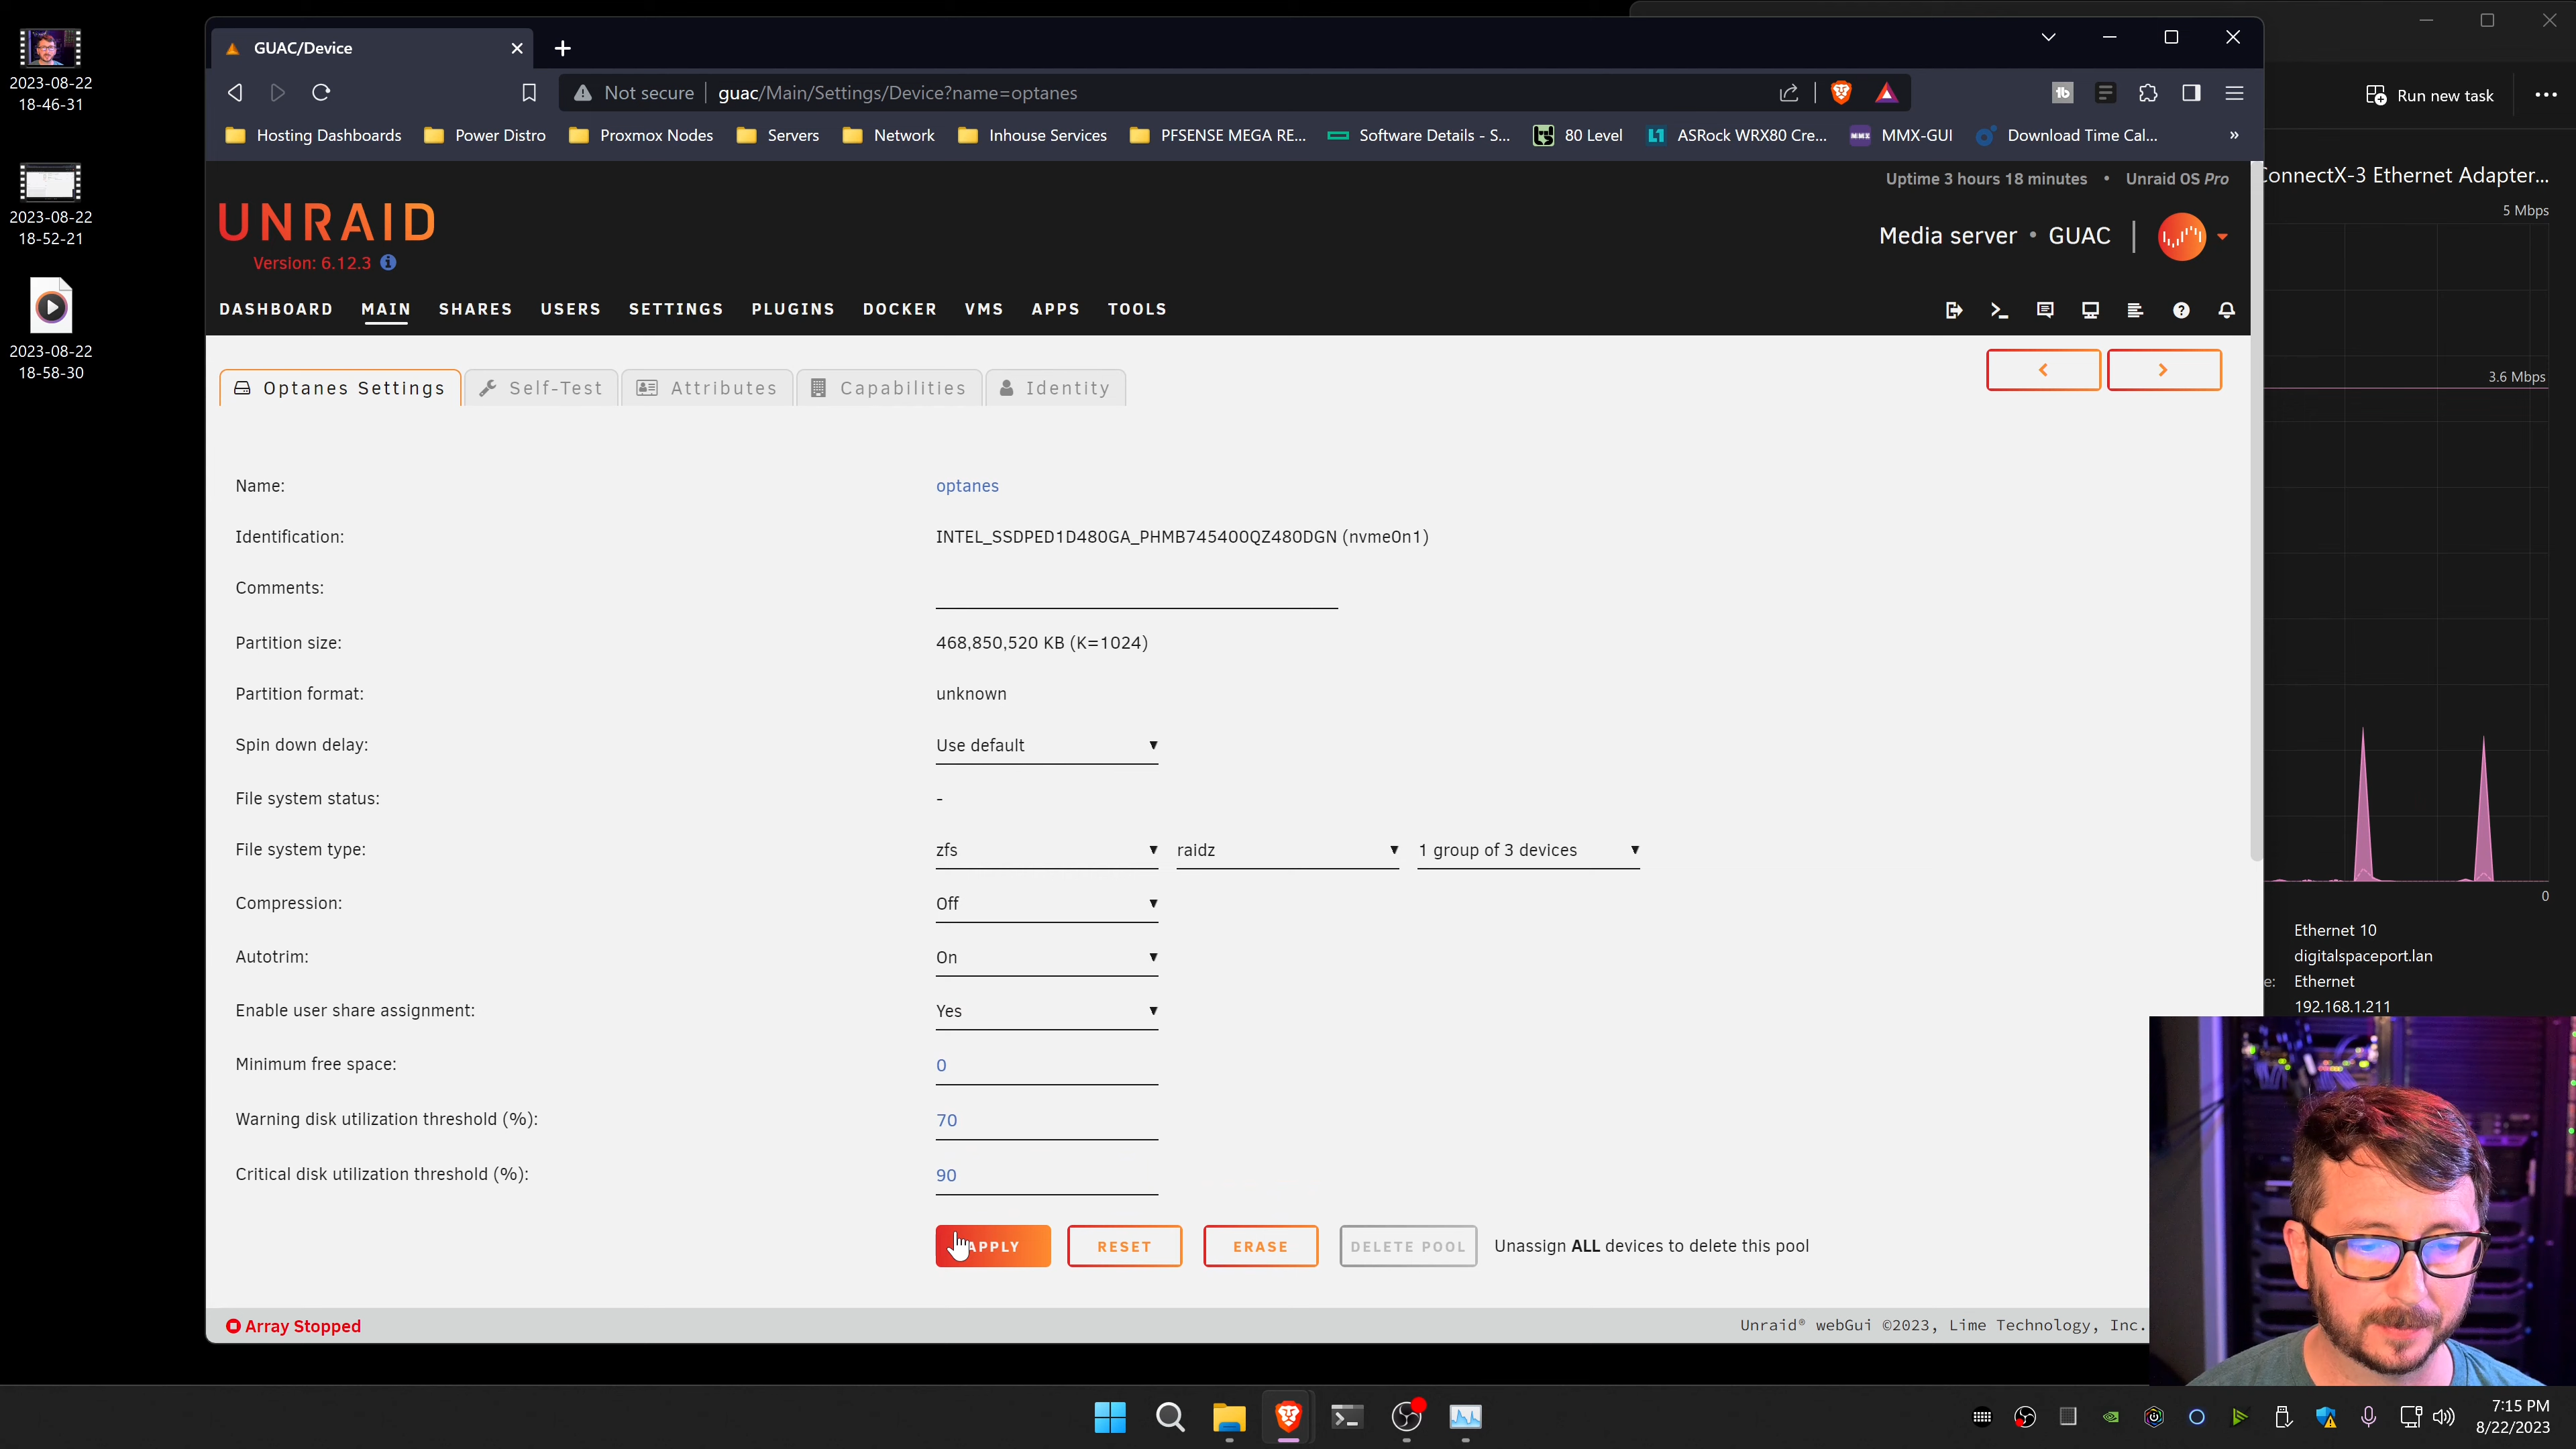 2023-08-22
18-46-31
2023-08-22
18-52-21
2023-08-22
18-58-30
GUAC/Device
Not secure guac/Main/Settings/Device?name=optanes
Run new task
Hosting Dashboards Power Distro Proxmox Nodes Servers Network Inhouse Services PFSENSE MEGA RE... Software Details - S... 80 Level L1 ASRock WRX80 Cre... MMX MMX-GUI Download Time Cal... »
Uptime 3 hours 18 minutes • Unraid OS Pro
ConnectX-3 Ethernet Adapter...
5 Mbps
UNRAID
Version: 6.12.3
Media server • GUAC
DASHBOARD MAIN SHARES USERS SETTINGS PLUGINS DOCKER VMS APPS TOOLS
3.6 Mbps
Optanes Settings Self-Test Attributes Capabilities Identity
Name: optanes
Identification: INTEL_SSDPED1D480GA_PHMB745400QZ480DGN (nvme0n1)
Comments:
Partition size: 468,850,520 KB (K=1024)
Partition format: unknown
Spin down delay: Use default
File system status: -
File system type: zfs raidz 1 group of 3 devices
Compression: Off
0
Autotrim: On
Ethernet 10
digitalspaceport.lan
e: Ethernet
192.168.1.211
Enable user share assignment: Yes
Minimum free space: 0
Warning disk utilization threshold (%): 70
Critical disk utilization threshold (%): 90
APPLY RESET ERASE DELETE POOL Unassign ALL devices to delete this pool
Array Stopped
Unraid® webGui ©2023, Lime Technology, Inc.
7:15 PM
8/22/2023